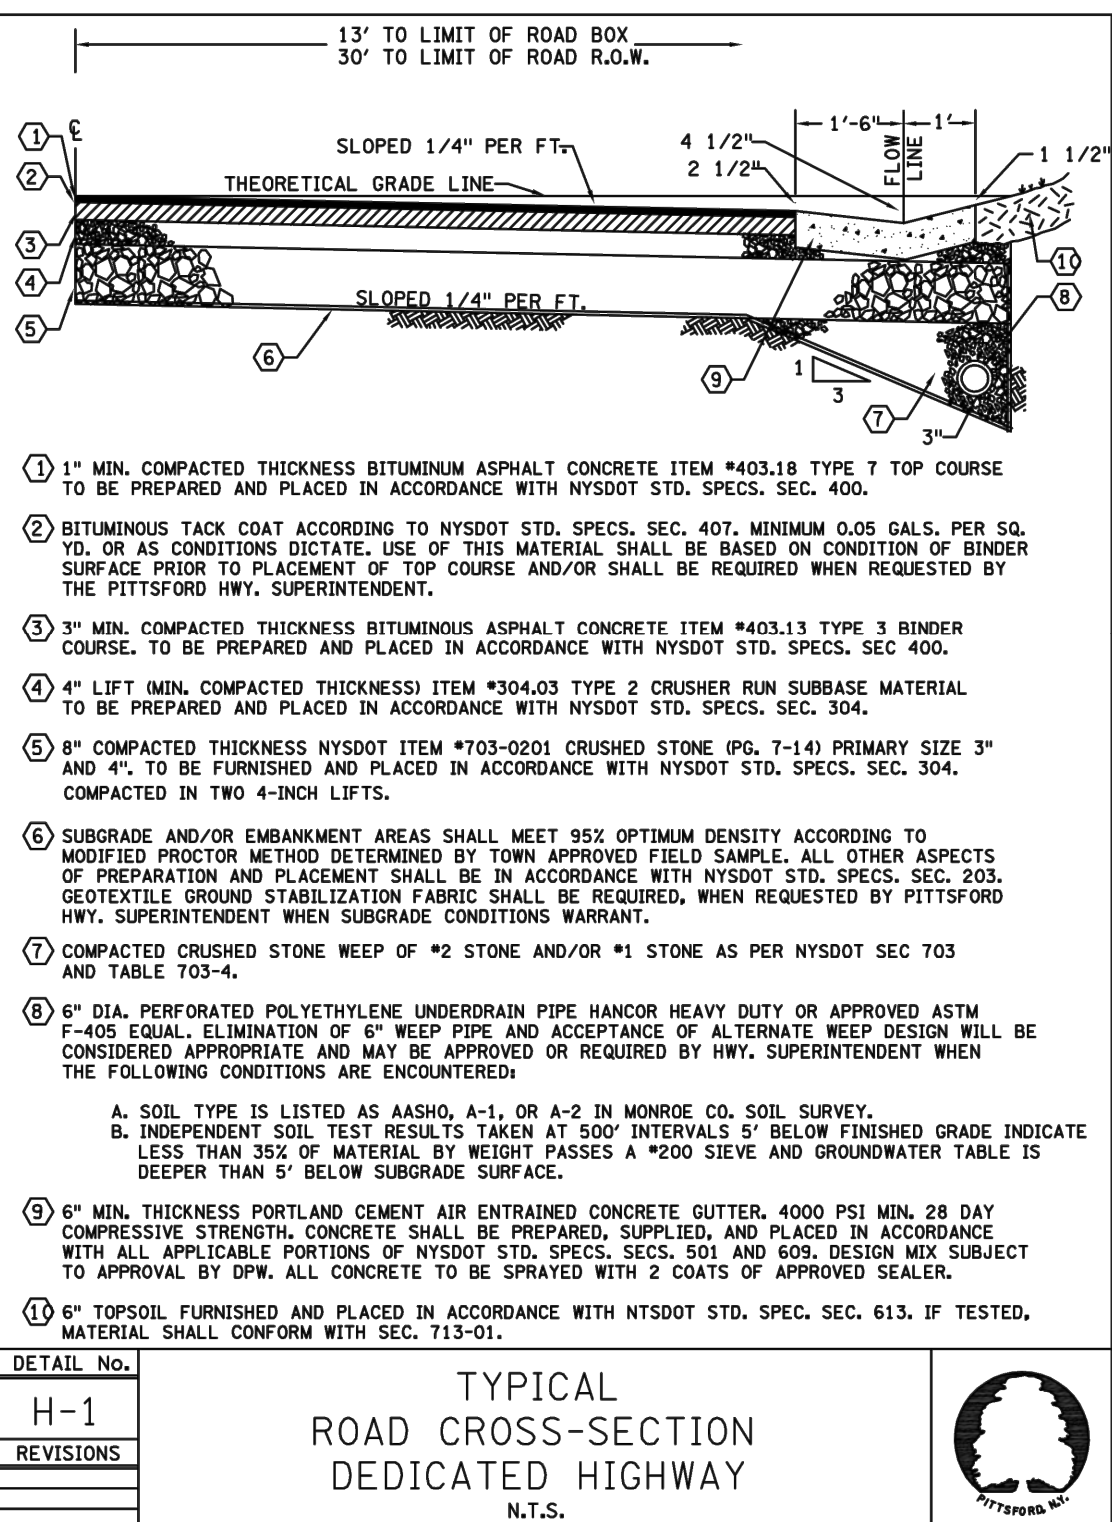 13' TO LIMIT OF ROAD BOX
30' TO LIMIT OF ROAD R.O.W.
1
℄
SLOPED 1/4" PER FT.
4 1/2"
2 1/2"
1'-6"
FLOW
LINE
1'
1 1/2"
2
THEORETICAL GRADE LINE
3
4
10
5
SLOPED 1/4" PER FT.
8
6
9
1
3
7
3"
1 1" MIN. COMPACTED THICKNESS BITUMINUM ASPHALT CONCRETE ITEM #403.18 TYPE 7 TOP COURSE
TO BE PREPARED AND PLACED IN ACCORDANCE WITH NYSDOT STD. SPECS. SEC. 400.
2 BITUMINOUS TACK COAT ACCORDING TO NYSDOT STD. SPECS. SEC. 407. MINIMUM 0.05 GALS. PER SQ.
YD. OR AS CONDITIONS DICTATE. USE OF THIS MATERIAL SHALL BE BASED ON CONDITION OF BINDER
SURFACE PRIOR TO PLACEMENT OF TOP COURSE AND/OR SHALL BE REQUIRED WHEN REQUESTED BY
THE PITTSFORD HWY. SUPERINTENDENT.
3 3" MIN. COMPACTED THICKNESS BITUMINOUS ASPHALT CONCRETE ITEM #403.13 TYPE 3 BINDER
COURSE. TO BE PREPARED AND PLACED IN ACCORDANCE WITH NYSDOT STD. SPECS. SEC 400.
4 4" LIFT (MIN. COMPACTED THICKNESS) ITEM #304.03 TYPE 2 CRUSHER RUN SUBBASE MATERIAL
TO BE PREPARED AND PLACED IN ACCORDANCE WITH NYSDOT STD. SPECS. SEC. 304.
5 8" COMPACTED THICKNESS NYSDOT ITEM #703-0201 CRUSHED STONE (PG. 7-14) PRIMARY SIZE 3"
AND 4". TO BE FURNISHED AND PLACED IN ACCORDANCE WITH NYSDOT STD. SPECS. SEC. 304.
COMPACTED IN TWO 4-INCH LIFTS.
6 SUBGRADE AND/OR EMBANKMENT AREAS SHALL MEET 95% OPTIMUM DENSITY ACCORDING TO
MODIFIED PROCTOR METHOD DETERMINED BY TOWN APPROVED FIELD SAMPLE. ALL OTHER ASPECTS
OF PREPARATION AND PLACEMENT SHALL BE IN ACCORDANCE WITH NYSDOT STD. SPECS. SEC. 203.
GEOTEXTILE GROUND STABILIZATION FABRIC SHALL BE REQUIRED, WHEN REQUESTED BY PITTSFORD
HWY. SUPERINTENDENT WHEN SUBGRADE CONDITIONS WARRANT.
7 COMPACTED CRUSHED STONE WEEP OF #2 STONE AND/OR #1 STONE AS PER NYSDOT SEC 703
AND TABLE 703-4.
8 6" DIA. PERFORATED POLYETHYLENE UNDERDRAIN PIPE HANCOR HEAVY DUTY OR APPROVED ASTM
F-405 EQUAL. ELIMINATION OF 6" WEEP PIPE AND ACCEPTANCE OF ALTERNATE WEEP DESIGN WILL BE
CONSIDERED APPROPRIATE AND MAY BE APPROVED OR REQUIRED BY HWY. SUPERINTENDENT WHEN
THE FOLLOWING CONDITIONS ARE ENCOUNTERED:
A. SOIL TYPE IS LISTED AS AASHO, A-1, OR A-2 IN MONROE CO. SOIL SURVEY.
B. INDEPENDENT SOIL TEST RESULTS TAKEN AT 500' INTERVALS 5' BELOW FINISHED GRADE INDICATE
LESS THAN 35% OF MATERIAL BY WEIGHT PASSES A #200 SIEVE AND GROUNDWATER TABLE IS
DEEPER THAN 5' BELOW SUBGRADE SURFACE.
9 6" MIN. THICKNESS PORTLAND CEMENT AIR ENTRAINED CONCRETE GUTTER. 4000 PSI MIN. 28 DAY
COMPRESSIVE STRENGTH. CONCRETE SHALL BE PREPARED, SUPPLIED, AND PLACED IN ACCORDANCE
WITH ALL APPLICABLE PORTIONS OF NYSDOT STD. SPECS. SECS. 501 AND 609. DESIGN MIX SUBJECT
TO APPROVAL BY DPW. ALL CONCRETE TO BE SPRAYED WITH 2 COATS OF APPROVED SEALER.
10 6" TOPSOIL FURNISHED AND PLACED IN ACCORDANCE WITH NTSDOT STD. SPEC. SEC. 613. IF TESTED,
MATERIAL SHALL CONFORM WITH SEC. 713-01.
DETAIL No.
H-1
REVISIONS
TYPICAL
ROAD CROSS-SECTION
DEDICATED HIGHWAY
N.T.S.
PITTSFORD, N.Y.